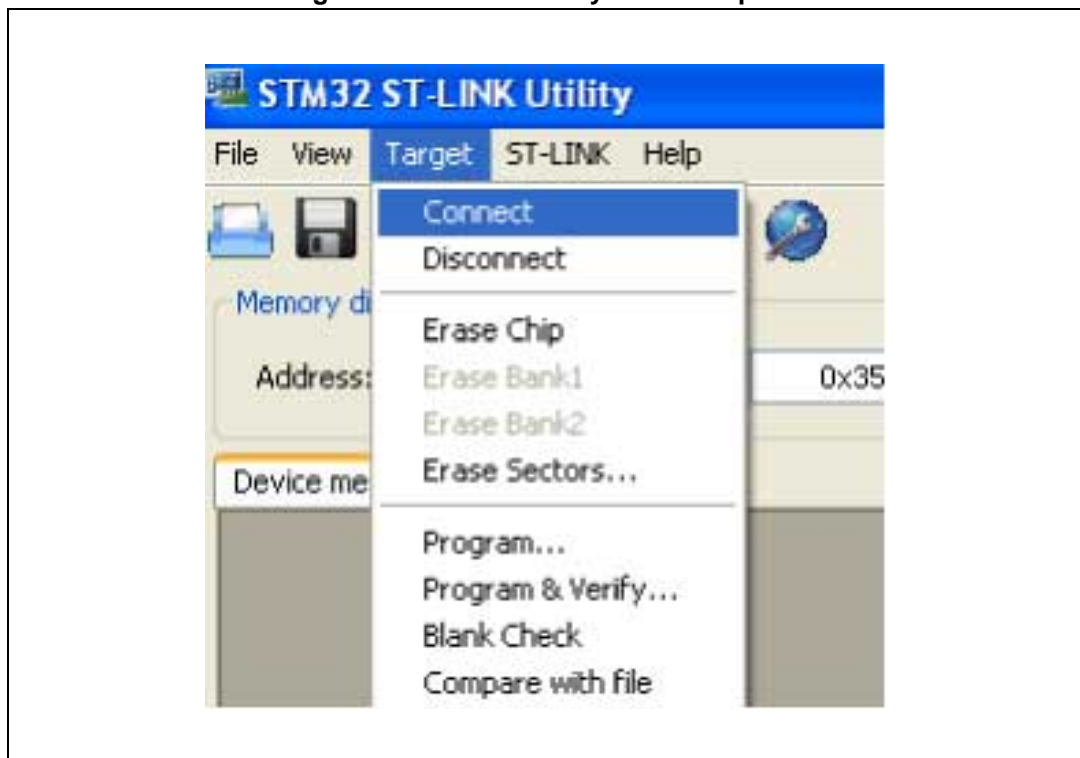 STM32 ST-LINK Utility
File View Target ST-LINK Help
Connect
Disconnect
Memory di
Erase Chip
Address:
Erase Bank1
0x35
Erase Bank2
Device me
Erase Sectors...
Program...
Program & Verify...
Blank Check
Compare with file